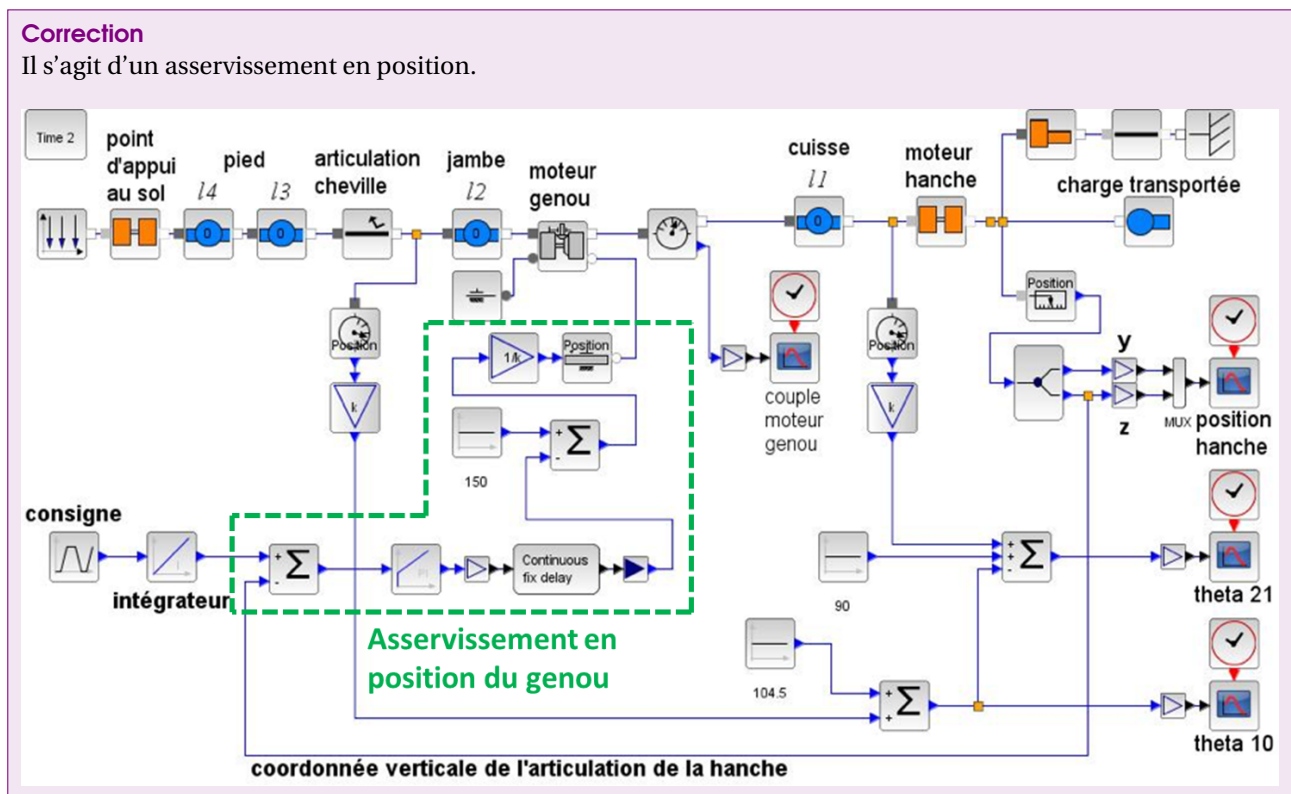 Correction
Il s'agit d'un asservissement en position.
Time 2
point
d'appui
au sol
pied
l4
l3
articulation
cheville
jambe
l2
moteur
genou
cuisse
l1
moteur
hanche
charge transportée
Position
1/k
Position
Position
Position
k
k
couple
moteur
genou
y
z
MUX
position
hanche
150
Σ
+
-
consigne
intégrateur
+
-
Σ
PI
Continuous
fix delay
90
+
+
-
Σ
theta 21
Asservissement en
position du genou
104.5
+
+
Σ
theta 10
coordonnée verticale de l'articulation de la hanche